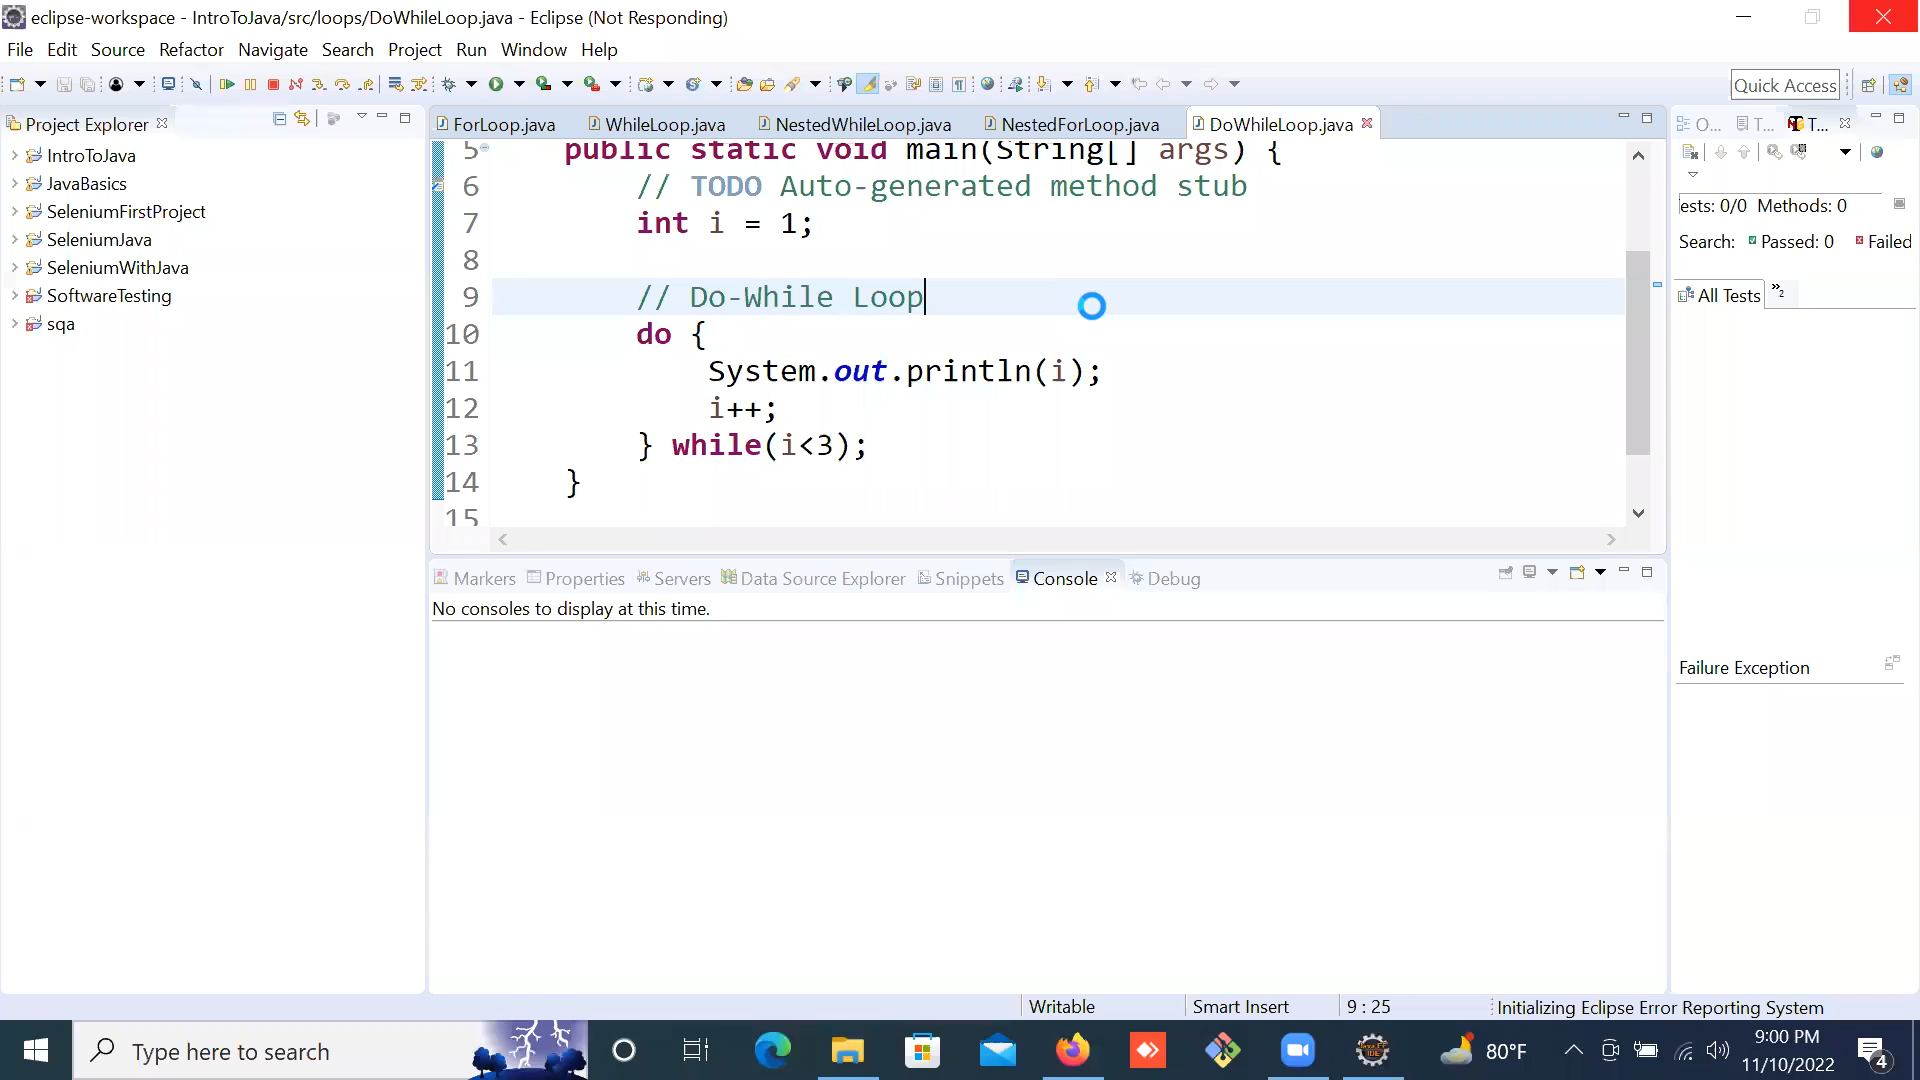 eclipse-workspace - IntroToJava/src/loops/DoWhileLoop.java - Eclipse (Not Responding)
File Edit Source Refactor Navigate Search Project Run Window Help
Quick Access
Project Explorer
IntroToJava
JavaBasics
SeleniumFirstProject
SeleniumJava
SeleniumWithJava
SoftwareTesting
sqa
ForLoop.java WhileLoop.java NestedWhileLoop.java NestedForLoop.java DoWhileLoop.java
5 public static void main(String[] args) {
6 // TODO Auto-generated method stub
7 int i = 1;
8
9 // Do-While Loop
10 do {
11 System.out.println(i);
12 i++;
13 } while(i<3);
14 }
15
Markers Properties Servers Data Source Explorer Snippets Console Debug
No consoles to display at this time.
O... T... T...
ests: 0/0 Methods: 0
Search: Passed: 0 Failed
All Tests »2
Failure Exception
Writable Smart Insert 9 : 25 Initializing Eclipse Error Reporting System
Type here to search
80°F
9:00 PM
11/10/2022
4